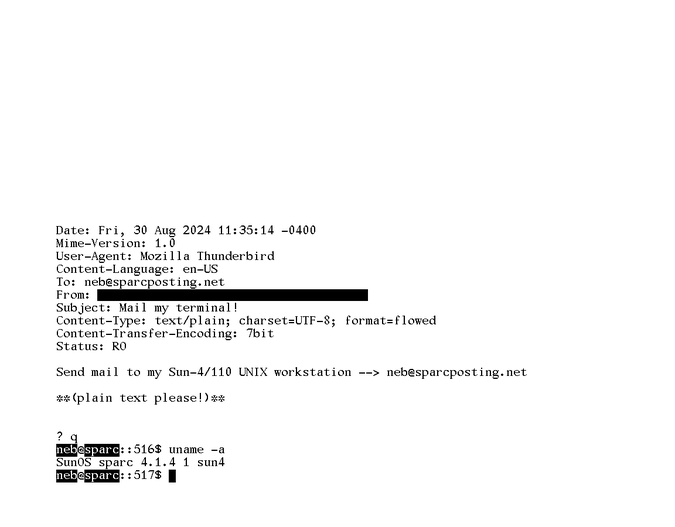 Date: Fri, 30 Aug 2024 11:35:14 -0400
Mime-Version: 1.0
User-Agent: Mozilla Thunderbird
Content-Language: en-US
To: neb@sparcposting.net
From:
Subject: Mail my terminal!
Content-Type: text/plain; charset=UTF-8; format=flowed
Content-Transfer-Encoding: 7bit
Status: RO
Send mail to my Sun-4/110 UNIX workstation --> neb@sparcposting.net
**(plain text please!)**
? q
neb@sparc::516$ uname -a
SunOS sparc 4.1.4 1 sun4
neb@sparc::517$